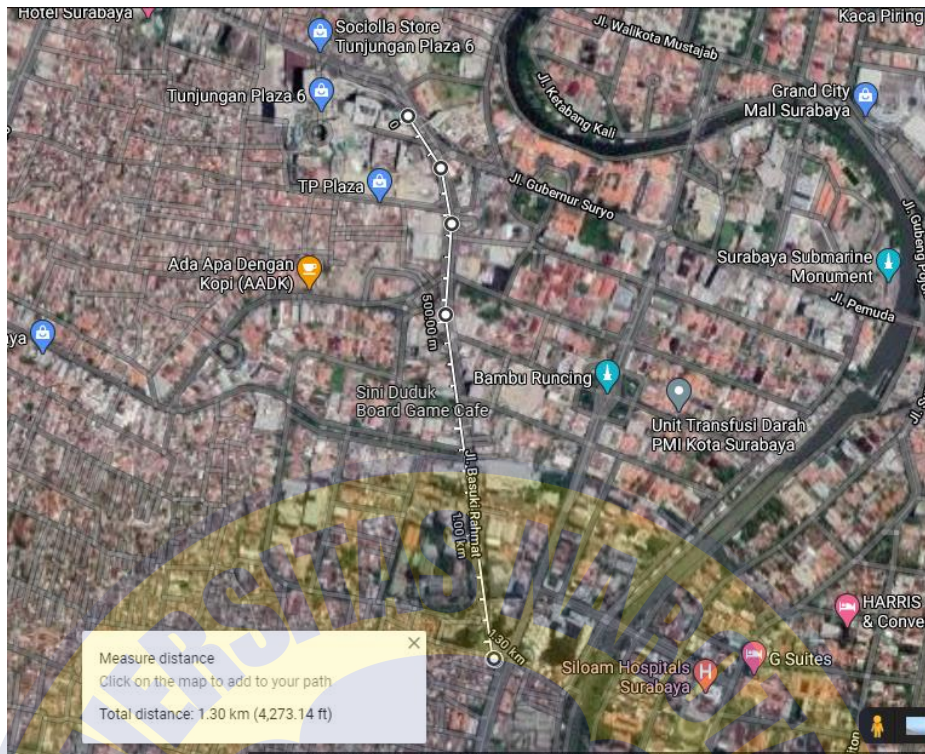 Hotel Surabaya
Sociolla Store
Tunjungan Plaza 6
Jl. Walikota Mustajab
Kaca Piring
Tunjungan Plaza 6
Jl. Ketabang Kali
Grand City
Mall Surabaya
0
TP Plaza
Jl. Gubernur Suryo
Surabaya Submarine
Monument
Ada Apa Dengan
Kopi (AADK)
500.00 m
Jl. Pemuda
aya
Bambu Runcing
Sini Duduk
Board Game Cafe
Unit Transfusi Darah
PMI Kota Surabaya
Jl. Basuki Rahmat
1.00 km
HARRIS
& Conve
1.30 km
Siloam Hospitals
Surabaya
H
G Suites
Measure distance
Click on the map to add to your path
Total distance: 1.30 km (4,273.14 ft)